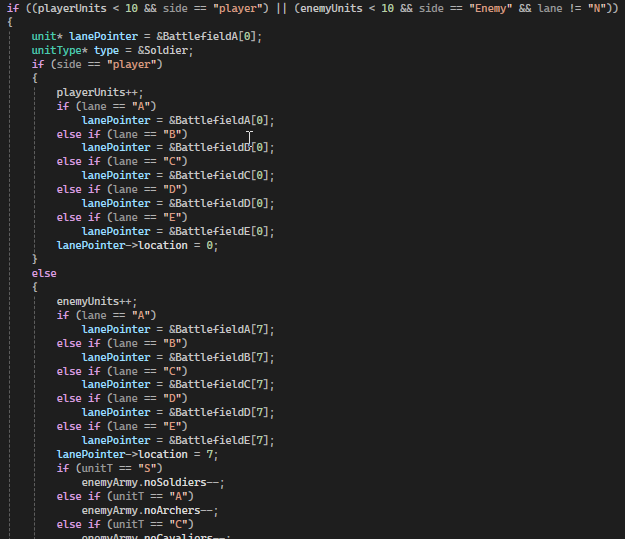 if ((playerUnits < 10 && side == "player") || (enemyUnits < 10 && side == "Enemy" && lane != "N"))
{
unit* lanePointer = &BattlefieldA[0];
unitType* type = &Soldier;
if (side == "player")
{
playerUnits++;
if (lane == "A")
lanePointer = &BattlefieldA[0];
else if (lane == "B")
lanePointer = &BattlefieldB[0];
else if (lane == "C")
lanePointer = &BattlefieldC[0];
else if (lane == "D")
lanePointer = &BattlefieldD[0];
else if (lane == "E")
lanePointer = &BattlefieldE[0];
lanePointer->location = 0;
}
else
{
enemyUnits++;
if (lane == "A")
lanePointer = &BattlefieldA[7];
else if (lane == "B")
lanePointer = &BattlefieldB[7];
else if (lane == "C")
lanePointer = &BattlefieldC[7];
else if (lane == "D")
lanePointer = &BattlefieldD[7];
else if (lane == "E")
lanePointer = &BattlefieldE[7];
lanePointer->location = 7;
if (unitT == "S")
enemyArmy.noSoldiers--;
else if (unitT == "A")
enemyArmy.noArchers--;
else if (unitT == "C")
enemyArmy.noCavaliers--;